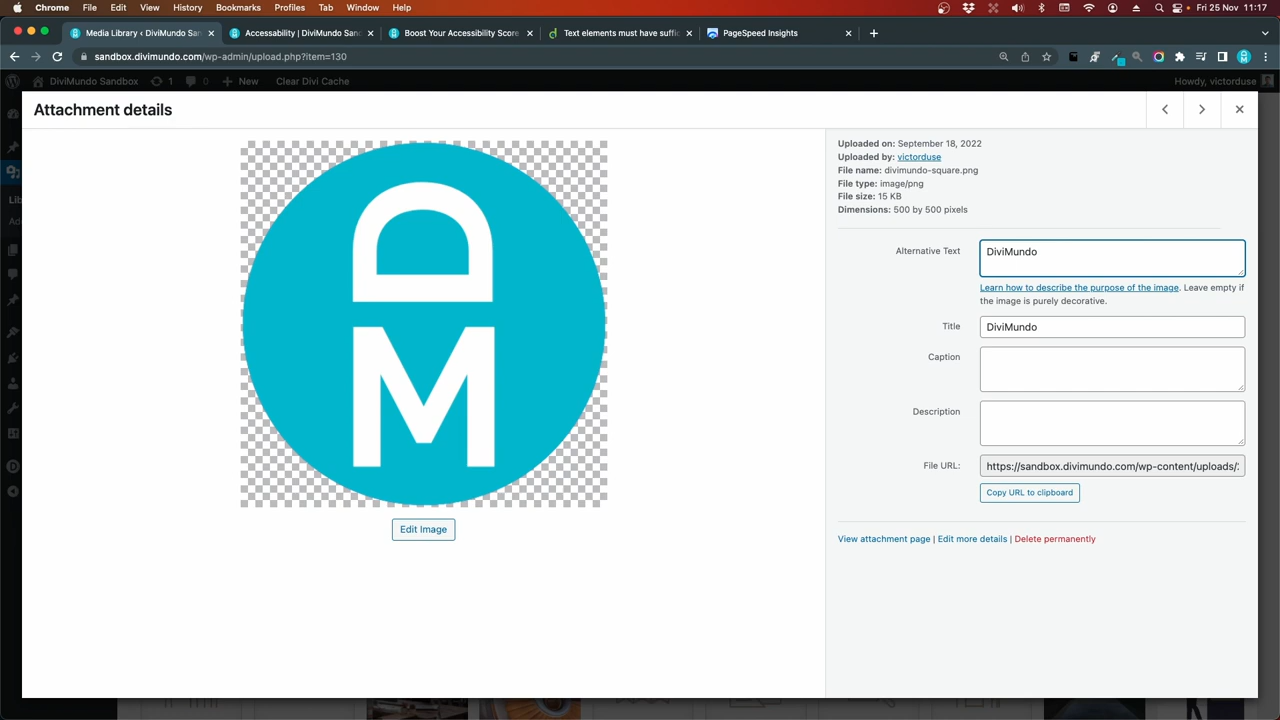 Chrome File Edit View History Bookmarks Profiles Tab Window Help Fri 25 Nov 11:17
Media Library ‹ DiviMundo San Accessability | DiviMundo Sand Boost Your Accessibility Score Text elements must have suffic PageSpeed Insights
sandbox.divimundo.com/wp-admin/upload.php?item=130
DiviMundo Sandbox 1 0 New Clear Divi Cache Howdy, victorduse
Attachment details
Uploaded on: September 18, 2022
Uploaded by: victorduse
File name: divimundo-square.png
File type: image/png
File size: 15 KB
Dimensions: 500 by 500 pixels
Alternative Text DiviMundo
Learn how to describe the purpose of the image. Leave empty if
the image is purely decorative.
Title DiviMundo
Caption
Description
File URL: https://sandbox.divimundo.com/wp-content/uploads/
Copy URL to clipboard
View attachment page | Edit more details | Delete permanently
D
M
Edit Image